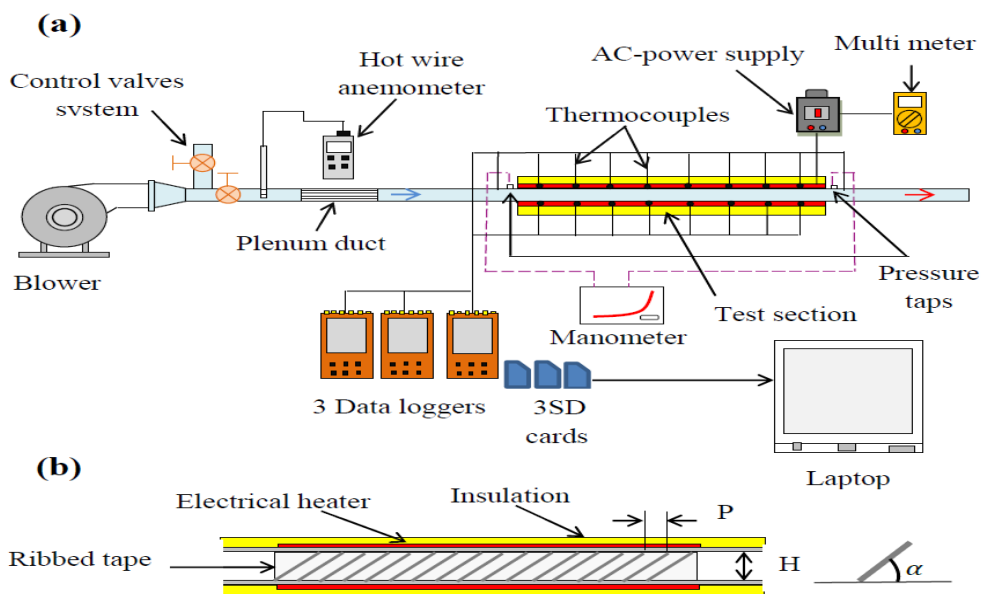 (a)
Control valves
svstem
Hot wire
anemometer
AC-power supply
Multi meter
Thermocouples
Plenum duct
Blower
Pressure
taps
Test section
Manometer
3 Data loggers
3SD
cards
Laptop
(b)
Electrical heater
Insulation
P
Ribbed tape
H
α